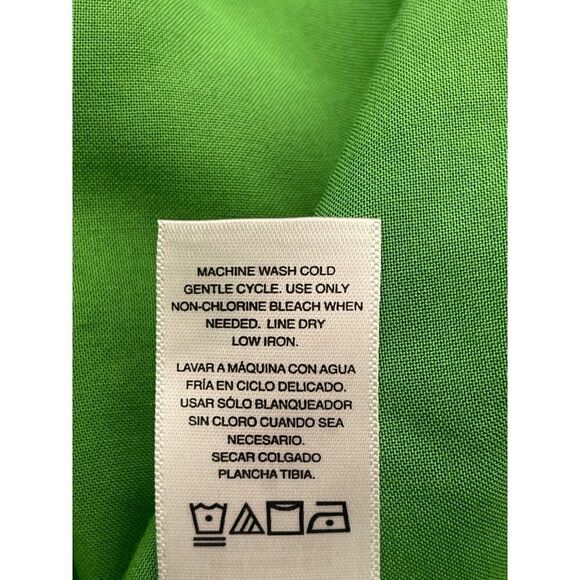 MACHINE WASH COLD
GENTLE CYCLE. USE ONLY
NON-CHLORINE BLEACH WHEN
NEEDED. LINE DRY
LOW IRON.
LAVAR A MÁQUINA CON AGUA
FRÍA EN CICLO DELICADO.
USAR SÓLO BLANQUEADOR
SIN CLORO CUANDO SEA
NECESARIO.
SECAR COLGADO
PLANCHA TIBIA.